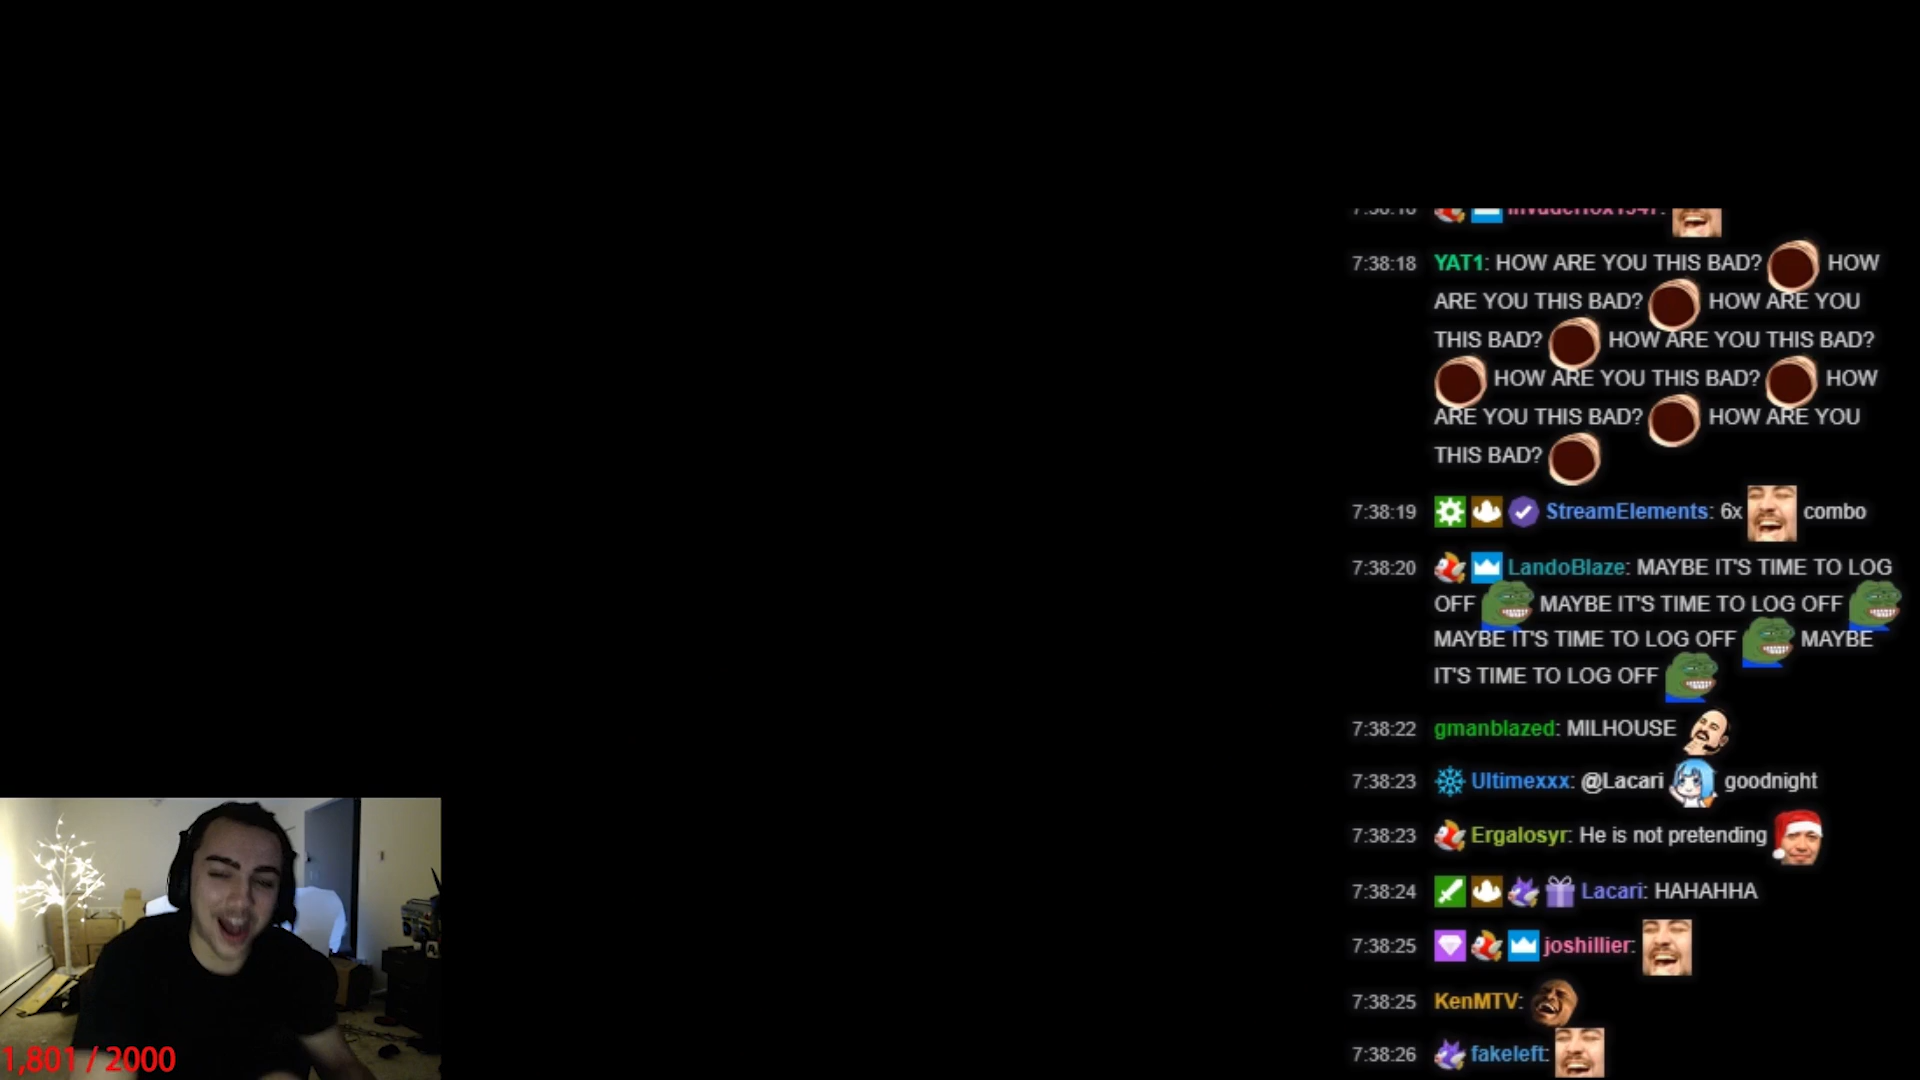 7:38:18 YAT1: HOW ARE YOU THIS BAD? HOW
ARE YOU THIS BAD? HOW ARE YOU
THIS BAD? HOW ARE YOU THIS BAD?
HOW ARE YOU THIS BAD? HOW
ARE YOU THIS BAD? HOW ARE YOU
THIS BAD?
7:38:19 StreamElements: 6x combo
7:38:20 LandoBlaze: MAYBE IT'S TIME TO LOG
OFF MAYBE IT'S TIME TO LOG OFF
MAYBE IT'S TIME TO LOG OFF MAYBE
IT'S TIME TO LOG OFF
7:38:22 gmanblazed: MILHOUSE
7:38:23 Ultimexxx: @Lacari goodnight
7:38:23 Ergalosyr: He is not pretending
7:38:24 Lacari: HAHAHHA
7:38:25 joshillier:
7:38:25 KenMTV:
7:38:26 fakeleft:
1,801 / 2000